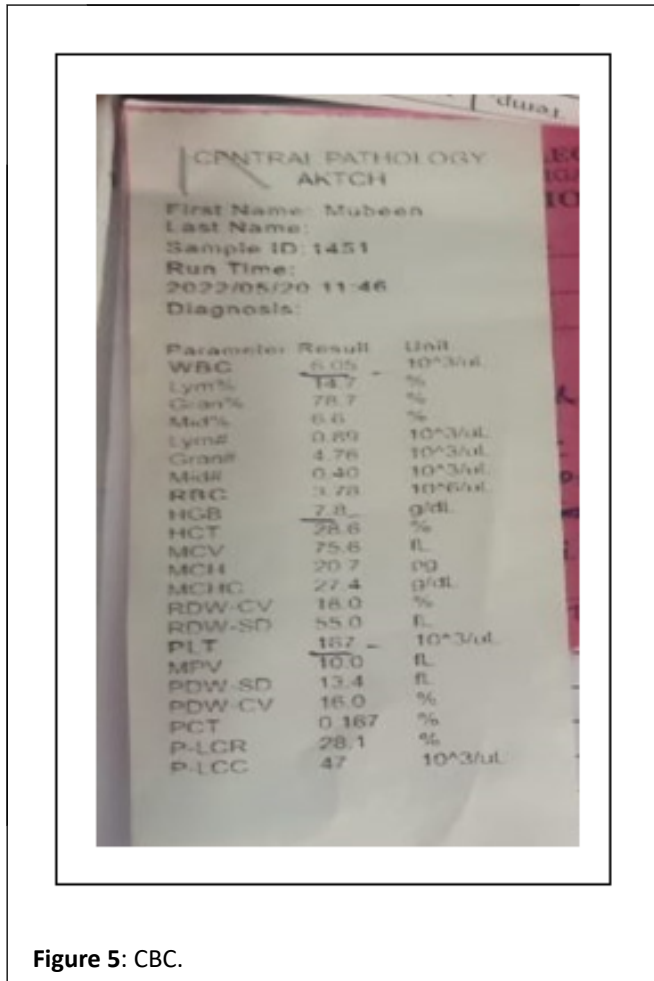 Temp
CENTRAL PATHOLOGY
AKTCH
First Name: Mubeen
Last Name:
Sample ID:1451
Run Time:
2022/05/20 11:46
Diagnosis:
Parameter Result Unit
WBC 6.05 10^3/uL
Lym% 14.7 %
Gran% 78.7 %
Mid% 6.6 %
Lym# 0.89 10^3/uL
Gran# 4.76 10^3/uL
Mid# 0.40 10^3/uL
RBC 3.78 10^6/uL
HGB 7.8 g/dL
HCT 28.6 %
MCV 75.6 fL
MCH 20.7 pg
MCHC 27.4 g/dL
RDW-CV 18.0 %
RDW-SD 55.0 fL
PLT 167 10^3/uL
MPV 10.0 fL
PDW-SD 13.4 fL
PDW-CV 16.0 %
PCT 0.167 %
P-LCR 28.1 %
P-LCC 47 10^3/uL
Figure 5: CBC.